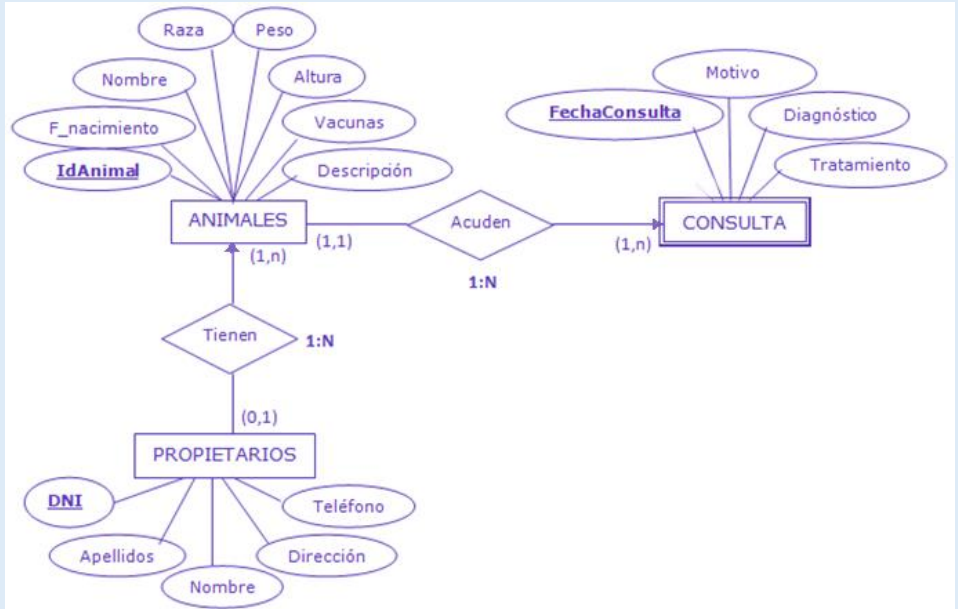 Raza
Peso
Nombre
Altura
F_nacimiento
Vacunas
IdAnimal
Descripción
ANIMALES
(1,n)
(1,1)
Acuden
1:N
(1,n)
Motivo
FechaConsulta
Diagnóstico
Tratamiento
CONSULTA
Tienen
1:N
(0,1)
PROPIETARIOS
DNI
Teléfono
Apellidos
Dirección
Nombre